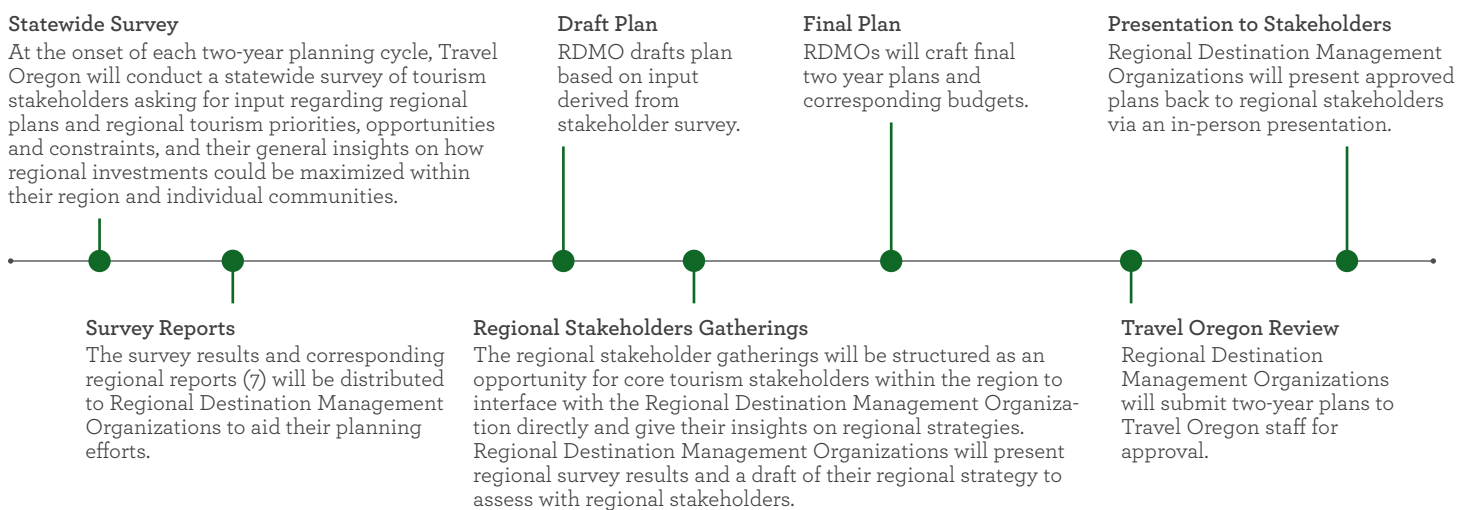 Statewide Survey
At the onset of each two-year planning cycle, Travel
Oregon will conduct a statewide survey of tourism
stakeholders asking for input regarding regional
plans and regional tourism priorities, opportunities
and constraints, and their general insights on how
regional investments could be maximized within
their region and individual communities.
Draft Plan
RDMO drafts plan
based on input
derived from
stakeholder survey.
Final Plan
RDMOs will craft final
two year plans and
corresponding budgets.
Presentation to Stakeholders
Regional Destination Management
Organizations will present approved
plans back to regional stakeholders
via an in-person presentation.
Survey Reports
The survey results and corresponding
regional reports (7) will be distributed
to Regional Destination Management
Organizations to aid their planning
efforts.
Regional Stakeholders Gatherings
The regional stakeholder gatherings will be structured as an
opportunity for core tourism stakeholders within the region to
interface with the Regional Destination Management Organiza-
tion directly and give their insights on regional strategies.
Regional Destination Management Organizations will present
regional survey results and a draft of their regional strategy to
assess with regional stakeholders.
Travel Oregon Review
Regional Destination
Management Organizations
will submit two-year plans to
Travel Oregon staff for
approval.